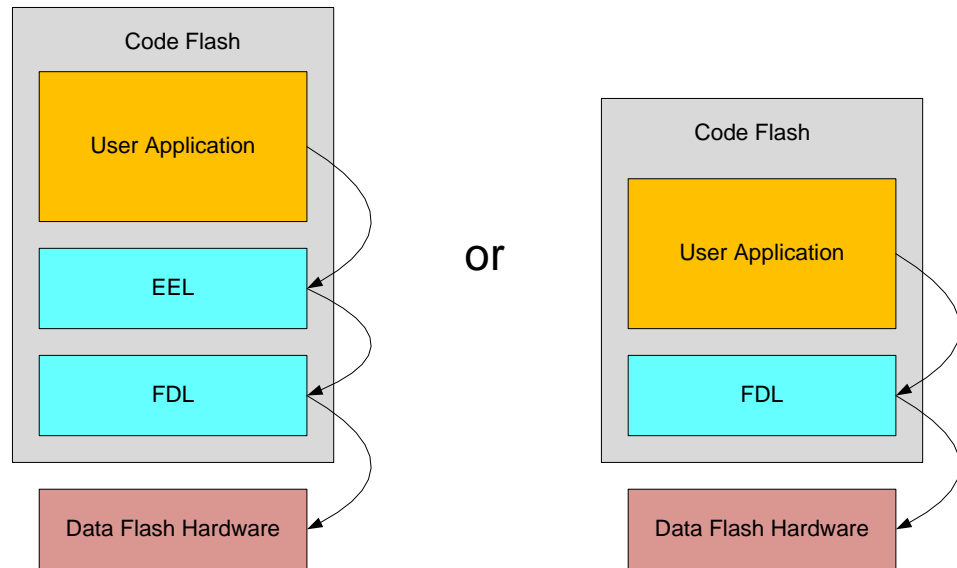 Code Flash
User Application
EEL
FDL
Data Flash Hardware
or
Code Flash
User Application
FDL
Data Flash Hardware